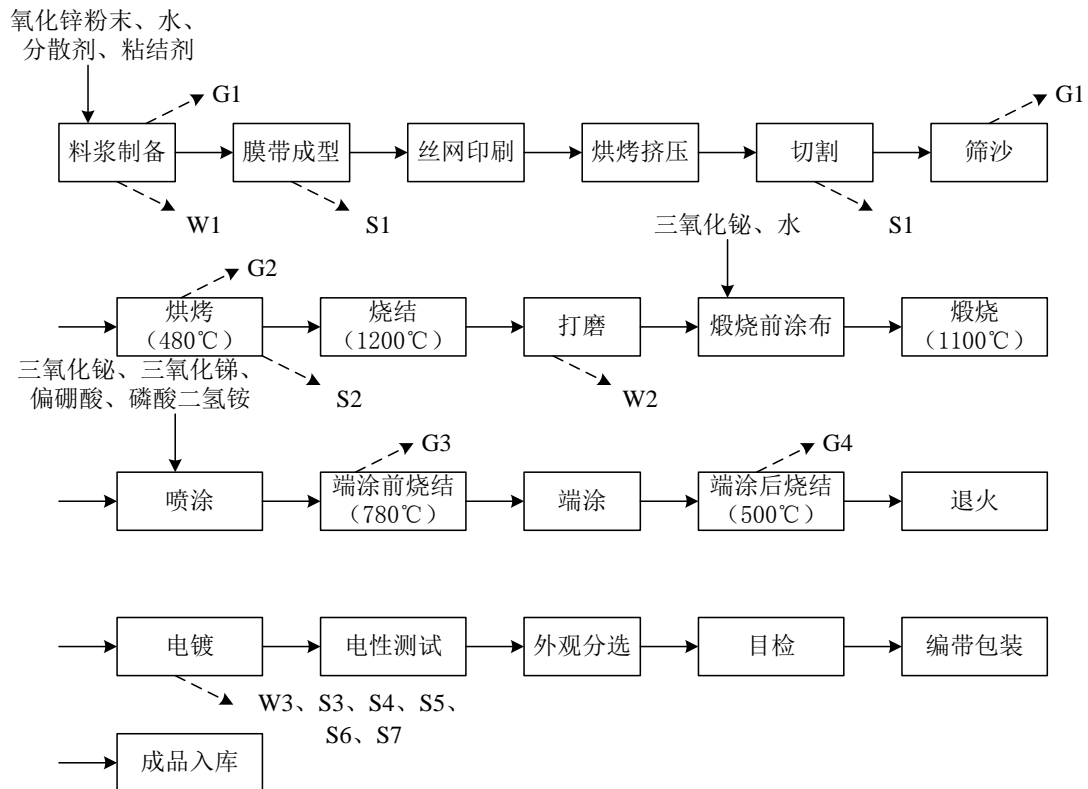 氧化锌粉末、水、
分散剂、粘结剂
G1
G1
料浆制备
膜带成型
丝网印刷
烘烤挤压
切割
筛沙
W1
S1
S1
三氧化铋、水
G2
烘烤
(480℃)
烧结
(1200℃)
打磨
煅烧前涂布
煅烧
(1100℃)
三氧化铋、三氧化锑、
偏硼酸、磷酸二氢铵
S2
W2
G3
G4
喷涂
端涂前烧结
(780℃)
端涂
端涂后烧结
(500℃)
退火
电镀
电性测试
外观分选
目检
编带包装
W3、S3、S4、S5、
S6、S7
成品入库